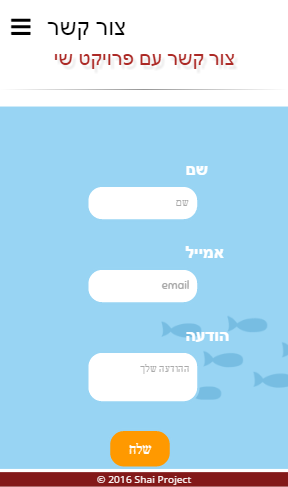 צור קשר
צור קשר עם פרויקט שי
שם
שם
אמייל
email
הודעה
ההודעה שלך
שלח
© 2016 Shai Project